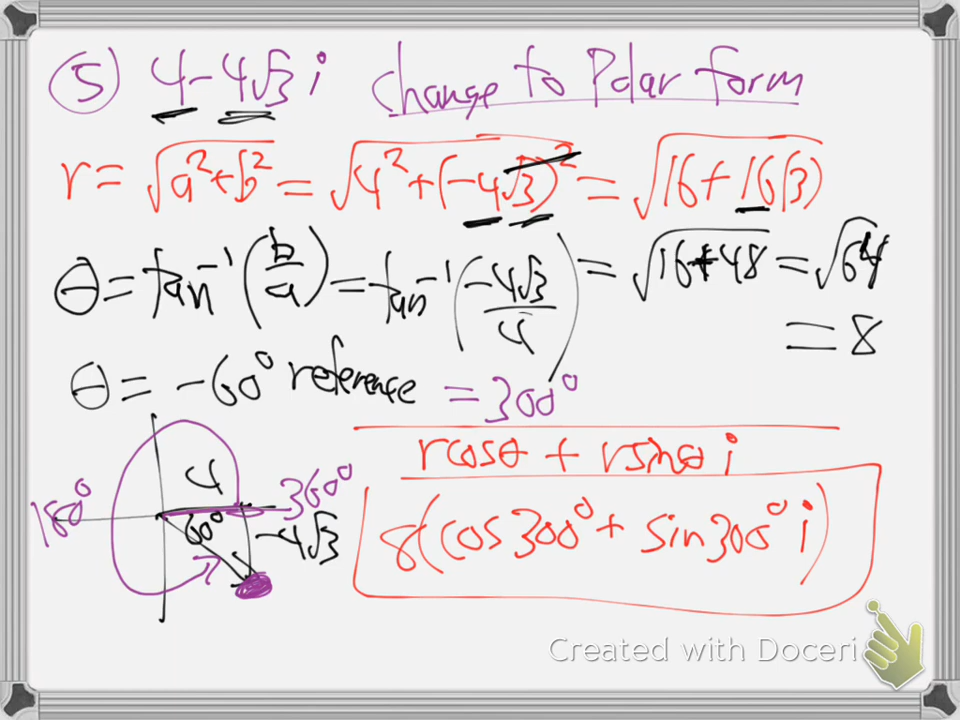 ⑤ 4 - 4√3 i change to Polar form
r = √(a² + b²) = √(4² + (-4√3)²) = √(16 + 16(3))
θ = tan⁻¹(b/a) = tan⁻¹(-4√3/4) = √(16 + 48) = √64
= 8
θ = -60° reference = 300°
rcosθ + rsinθ i
8(cos 300° + sin 300° i)
4
180°
360°
60°
-4√3
Created with Doceri